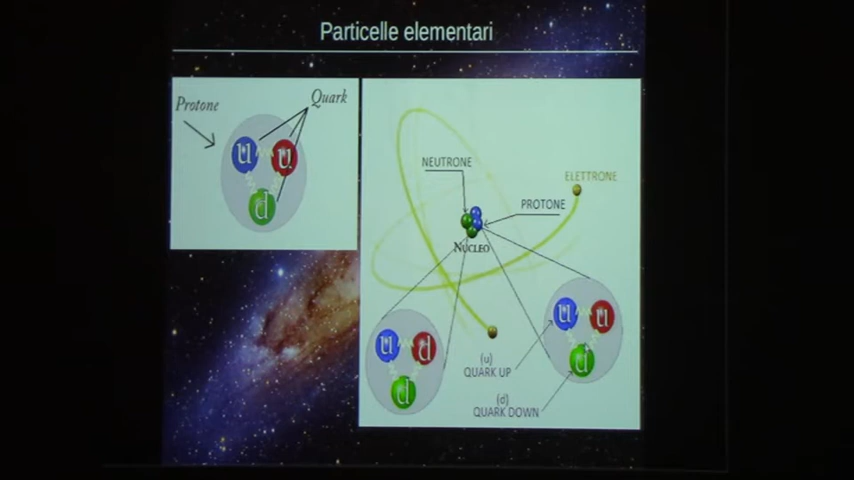 Particelle elementari
Protone
Quark
u
u
d
NEUTRONE
ELETTRONE
PROTONE
NUCLEO
u
d
d
u
u
d
(u)
QUARK UP
(d)
QUARK DOWN